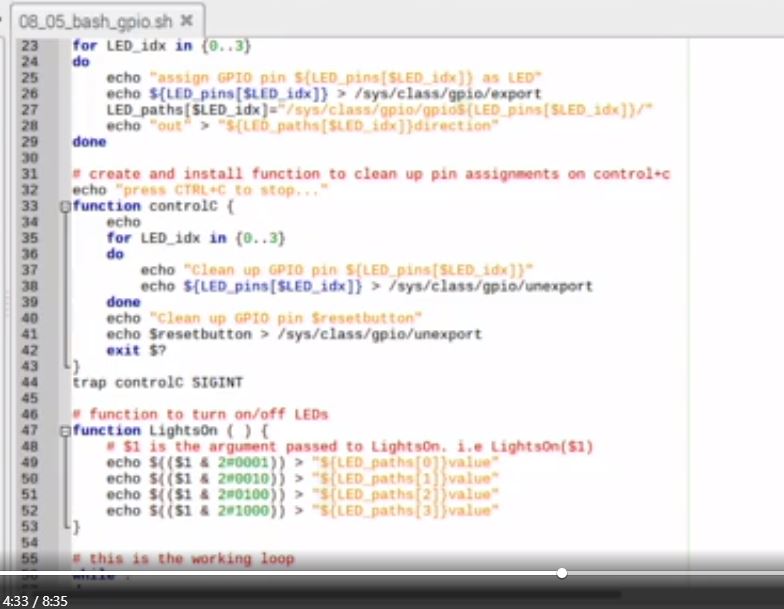 08_05_bash_gpio.sh ✖
23 for LED_idx in {0..3}
24 do
25 echo "assign GPIO pin ${LED_pins[$LED_idx]} as LED"
26 echo ${LED_pins[$LED_idx]} > /sys/class/gpio/export
27 LED_paths[$LED_idx]="/sys/class/gpio/gpio${LED_pins[$LED_idx]}/"
28 echo "out" > "${LED_paths[$LED_idx]}direction"
29 done
30
31 # create and install function to clean up pin assignments on control+c
32 echo "press CTRL+C to stop..."
33 function controlC {
34 echo
35 for LED_idx in {0..3}
36 do
37 echo "Clean up GPIO pin ${LED_pins[$LED_idx]}"
38 echo ${LED_pins[$LED_idx]} > /sys/class/gpio/unexport
39 done
40 echo "Clean up GPIO pin $resetbutton"
41 echo $resetbutton > /sys/class/gpio/unexport
42 exit $?
43 }
44 trap controlC SIGINT
45
46 # function to turn on/off LEDs
47 function LightsOn ( ) {
48 # $1 is the argument passed to LightsOn. i.e LightsOn($1)
49 echo $(($1 & 2#0001)) > "${LED_paths[0]}value"
50 echo $(($1 & 2#0010)) > "${LED_paths[1]}value"
51 echo $(($1 & 2#0100)) > "${LED_paths[2]}value"
52 echo $(($1 & 2#1000)) > "${LED_paths[3]}value"
53 }
54
55 # this is the working loop
56 while :
4:33 / 8:35